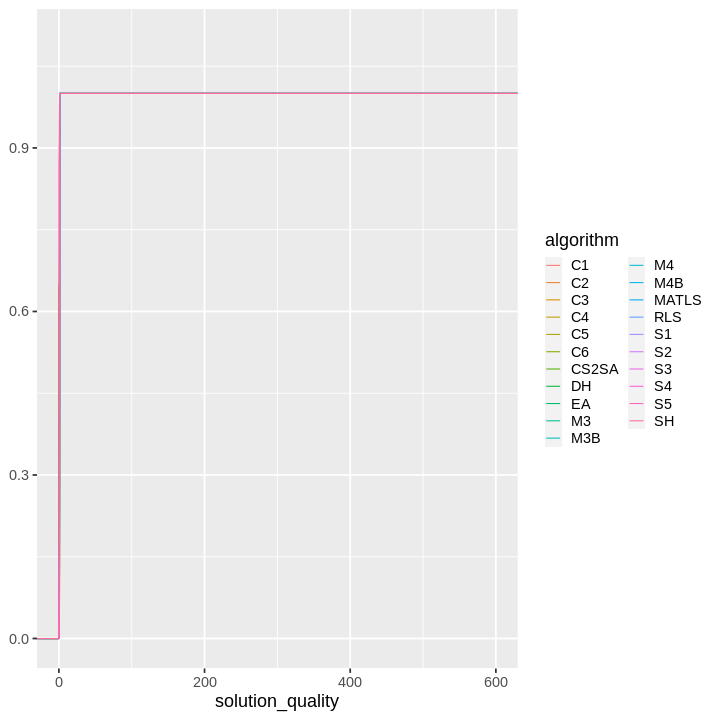 0.9
0.6
0.3
0.0
0 200 400 600
solution_quality
algorithm
C1 M4
C2 M4B
C3 MATLS
C4 RLS
C5 S1
C6 S2
CS2SA S3
DH S4
EA S5
M3 SH
M3B